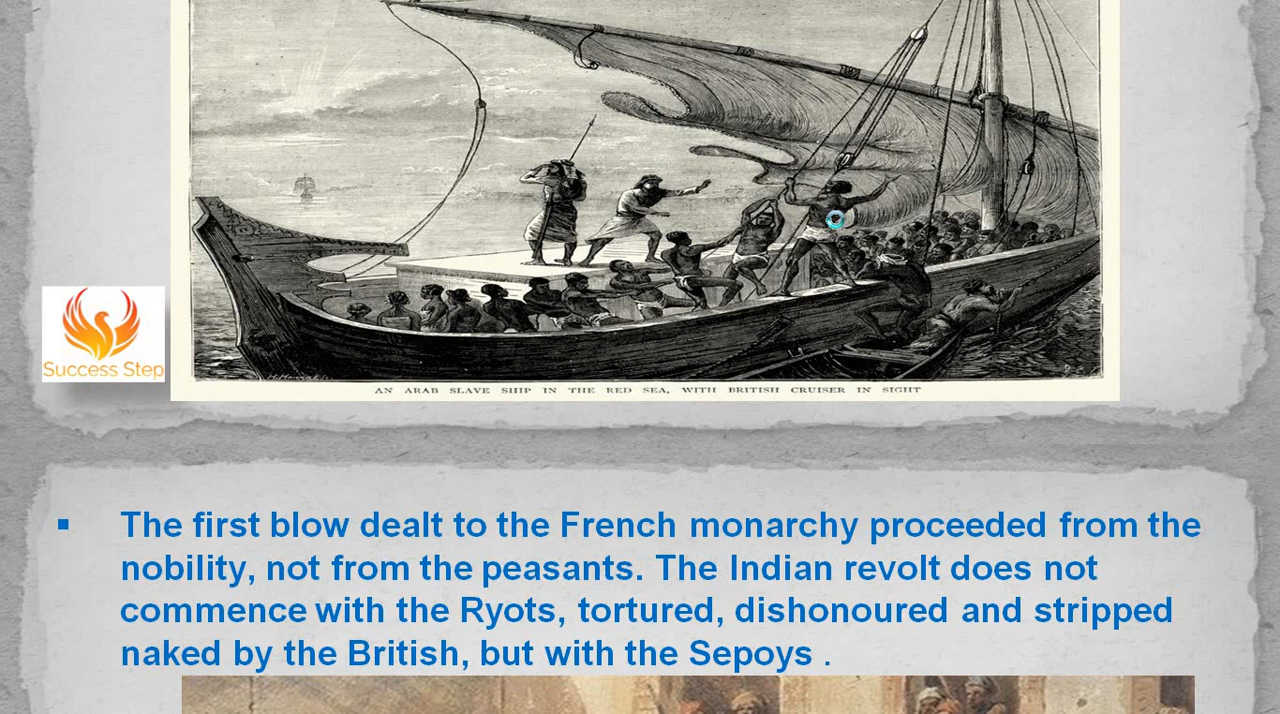 Success Step
AN ARAB SLAVE SHIP IN THE RED SEA, WITH BRITISH CRUISER IN SIGHT
▪ The first blow dealt to the French monarchy proceeded from the
nobility, not from the peasants. The Indian revolt does not
commence with the Ryots, tortured, dishonoured and stripped
naked by the British, but with the Sepoys .